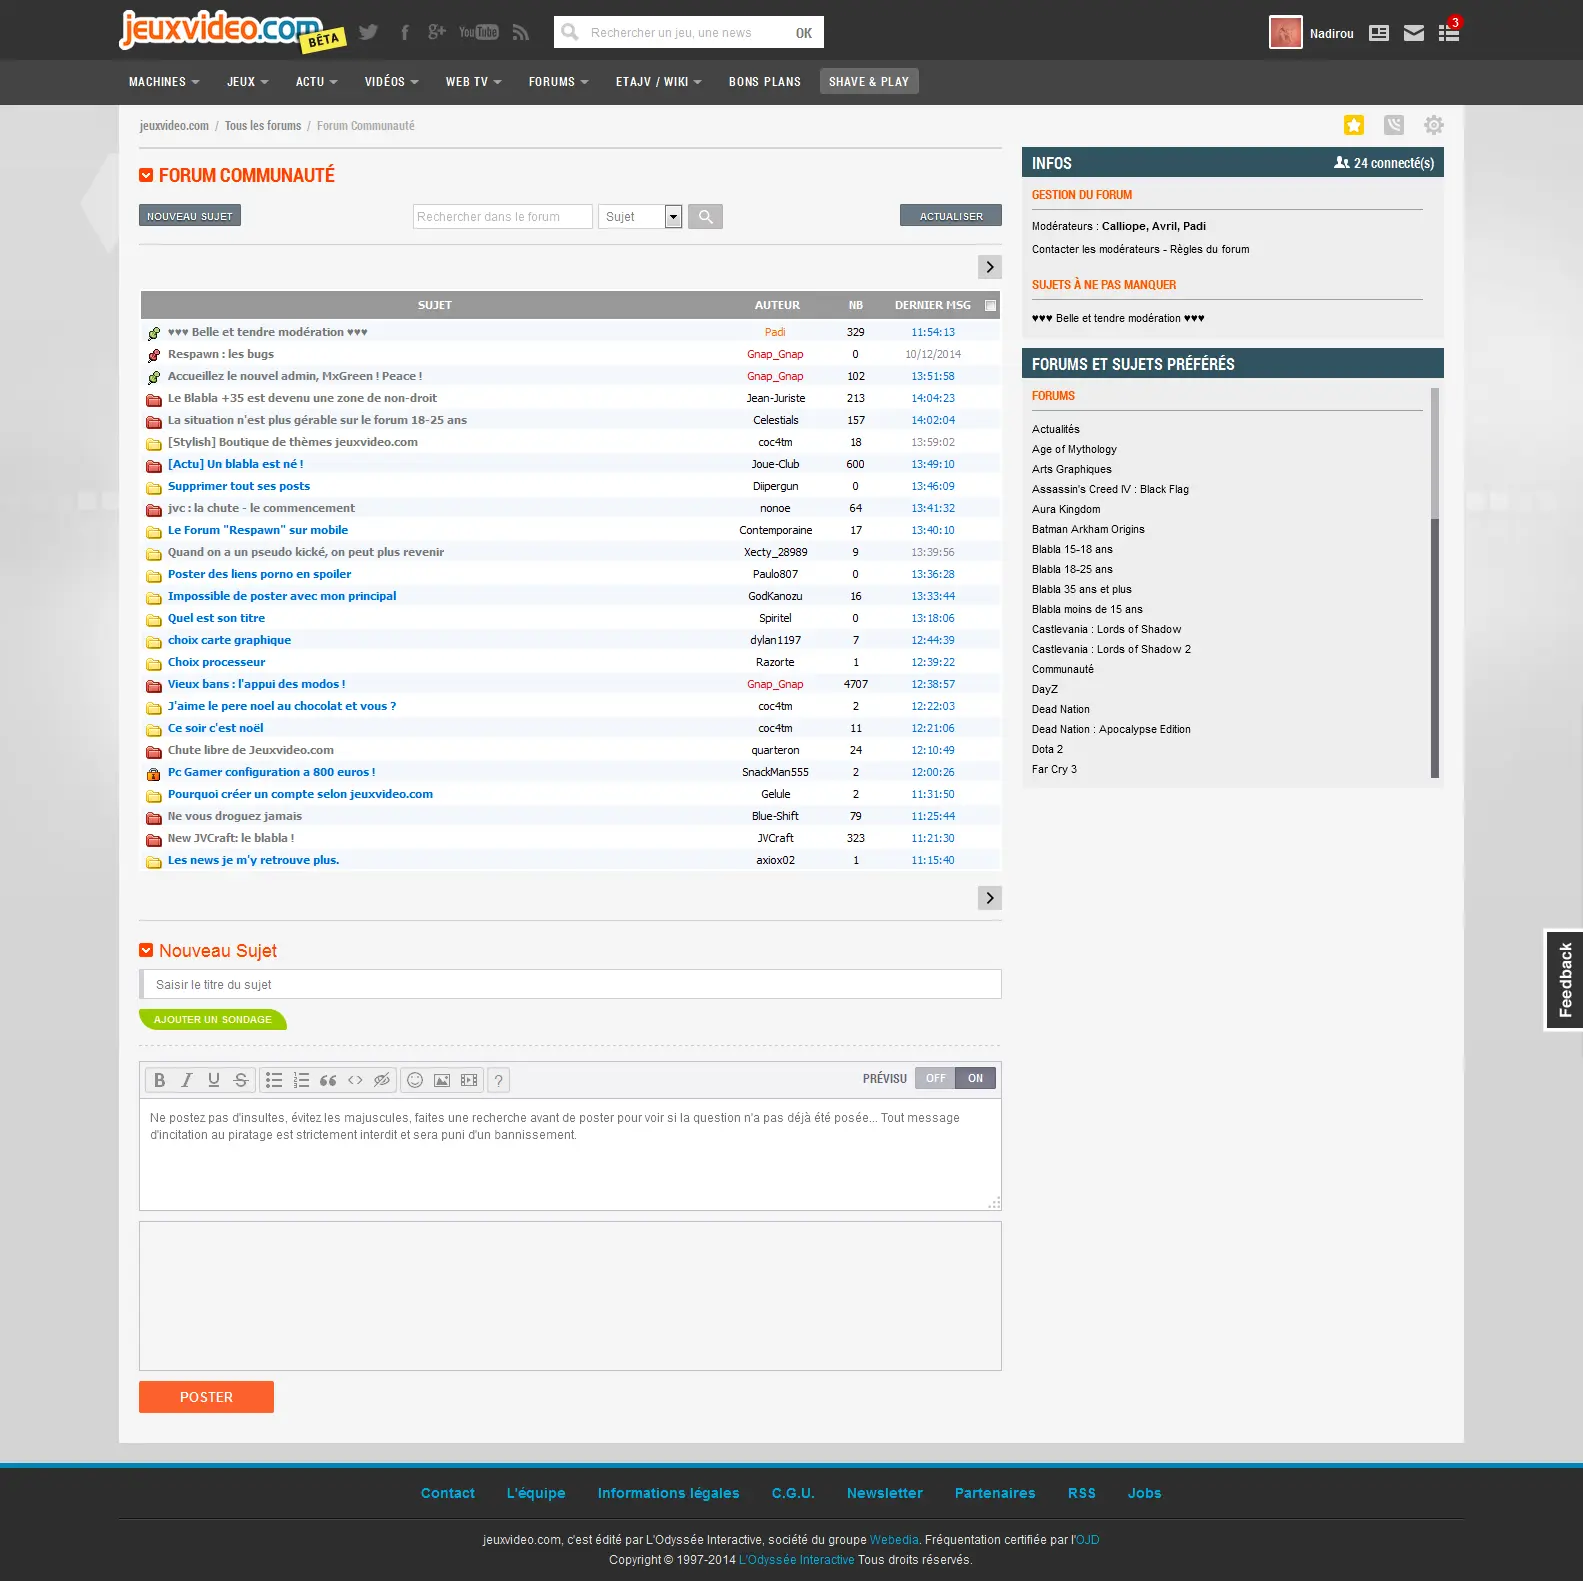 jeuxvideo.com BÊTA
Rechercher un jeu, une news OK
Nadirou 3
MACHINES JEUX ACTU VIDÉOS WEB TV FORUMS ETAJV / WIKI BONS PLANS SHAVE & PLAY
jeuxvideo.com / Tous les forums / Forum Communauté
FORUM COMMUNAUTÉ
NOUVEAU SUJET Rechercher dans le forum Sujet ACTUALISER
SUJET AUTEUR NB DERNIER MSG
♥♥♥ Belle et tendre modération ♥♥♥ Padi 329 11:54:13
Respawn : les bugs Gnap_Gnap 0 10/12/2014
Accueillez le nouvel admin, MxGreen ! Peace ! Gnap_Gnap 102 13:51:58
Le Blabla +35 est devenu une zone de non-droit Jean-Juriste 213 14:04:23
La situation n'est plus gérable sur le forum 18-25 ans Celestials 157 14:02:04
[Stylish] Boutique de thèmes jeuxvideo.com coc4tm 18 13:59:02
[Actu] Un blabla est né ! Joue-Club 600 13:49:10
Supprimer tout ses posts Diipergun 0 13:46:09
jvc : la chute - le commencement nonoe 64 13:41:32
Le Forum "Respawn" sur mobile Contemporaine 17 13:40:10
Quand on a un pseudo kické, on peut plus revenir Xecty_28989 9 13:39:56
Poster des liens porno en spoiler Paulo807 0 13:36:28
Impossible de poster avec mon principal GodKanozu 16 13:33:44
Quel est son titre Spiritel 0 13:18:06
choix carte graphique dylan1197 7 12:44:39
Choix processeur Razorte 1 12:39:22
Vieux bans : l'appui des modos ! Gnap_Gnap 4707 12:38:57
J'aime le pere noel au chocolat et vous ? coc4tm 2 12:22:03
Ce soir c'est noël coc4tm 11 12:21:06
Chute libre de Jeuxvideo.com quarteron 24 12:10:49
Pc Gamer configuration a 800 euros ! SnackMan555 2 12:00:26
Pourquoi créer un compte selon jeuxvideo.com Gelule 2 11:31:50
Ne vous droguez jamais Blue-Shift 79 11:25:44
New JVCraft: le blabla ! JVCraft 323 11:21:30
Les news je m'y retrouve plus. axiox02 1 11:15:40
INFOS 24 connecté(s)
GESTION DU FORUM
Modérateurs : Calliope, Avril, Padi
Contacter les modérateurs - Règles du forum
SUJETS À NE PAS MANQUER
♥♥ Belle et tendre modération ♥♥♥
FORUMS ET SUJETS PRÉFÉRÉS
FORUMS
Actualités
Age of Mythology
Arts Graphiques
Assassin's Creed IV : Black Flag
Aura Kingdom
Batman Arkham Origins
Blabla 15-18 ans
Blabla 18-25 ans
Blabla 35 ans et plus
Blabla moins de 15 ans
Castlevania : Lords of Shadow
Castlevania : Lords of Shadow 2
Communauté
DayZ
Dead Nation
Dead Nation : Apocalypse Edition
Dota 2
Far Cry 3
Feedback
Nouveau Sujet
Saisir le titre du sujet
AJOUTER UN SONDAGE
B I U S ? PRÉVISU OFF ON
Ne postez pas d'insultes, évitez les majuscules, faites une recherche avant de poster pour voir si la question n'a pas déjà été posée... Tout message
d'incitation au piratage est strictement interdit et sera puni d'un bannissement.
POSTER
Contact L'équipe Informations légales C.G.U. Newsletter Partenaires RSS Jobs
jeuxvideo.com, c'est édité par L'Odyssée Interactive, société du groupe Webedia. Fréquentation certifiée par l'OJD
Copyright © 1997-2014 L'Odyssée Interactive Tous droits réservés.